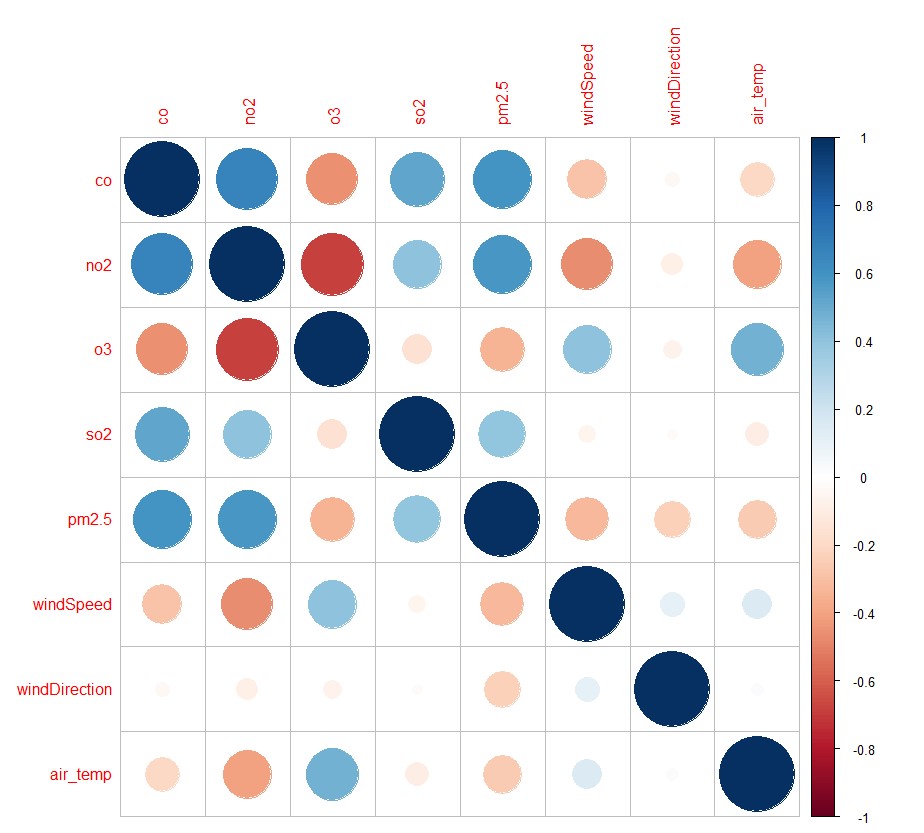 co
no2
o3
so2
pm2.5
windSpeed
windDirection
air_temp
co
no2
o3
so2
pm2.5
windSpeed
windDirection
air_temp
1
0.8
0.6
0.4
0.2
0
-0.2
-0.4
-0.6
-0.8
-1